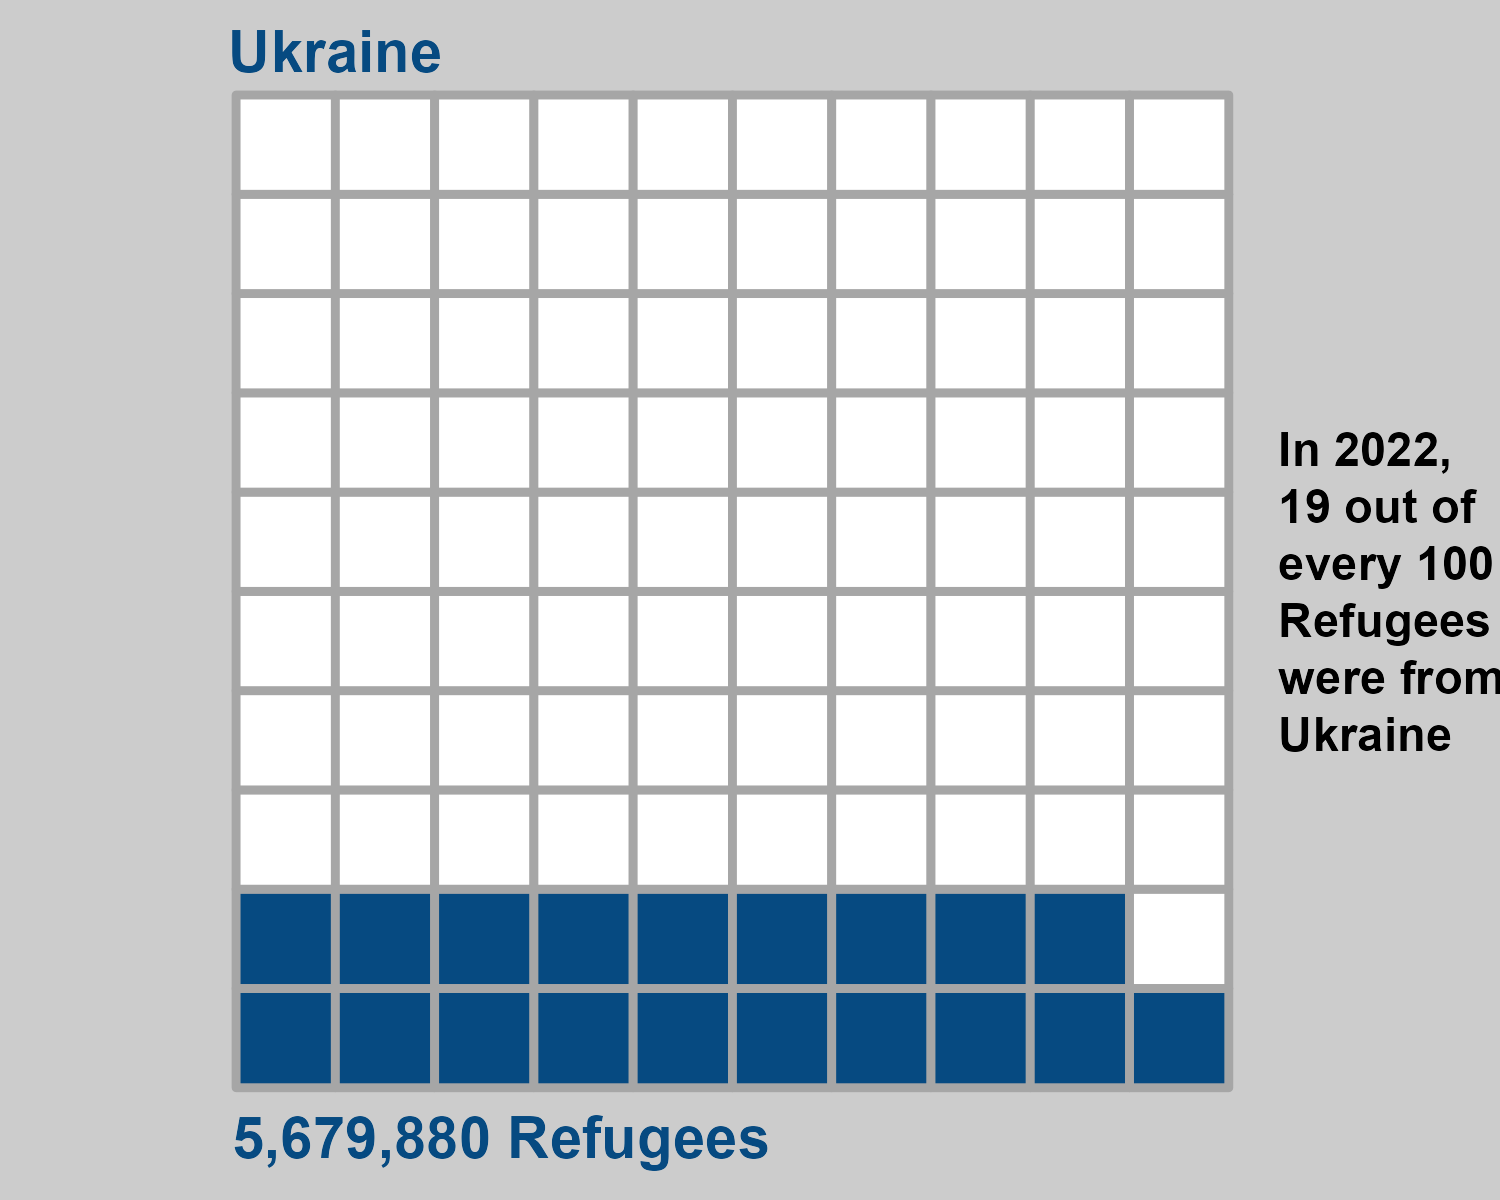 Ukraine
In 2022,
19 out of
every 100
Refugees
were from
Ukraine
5,679,880 Refugees